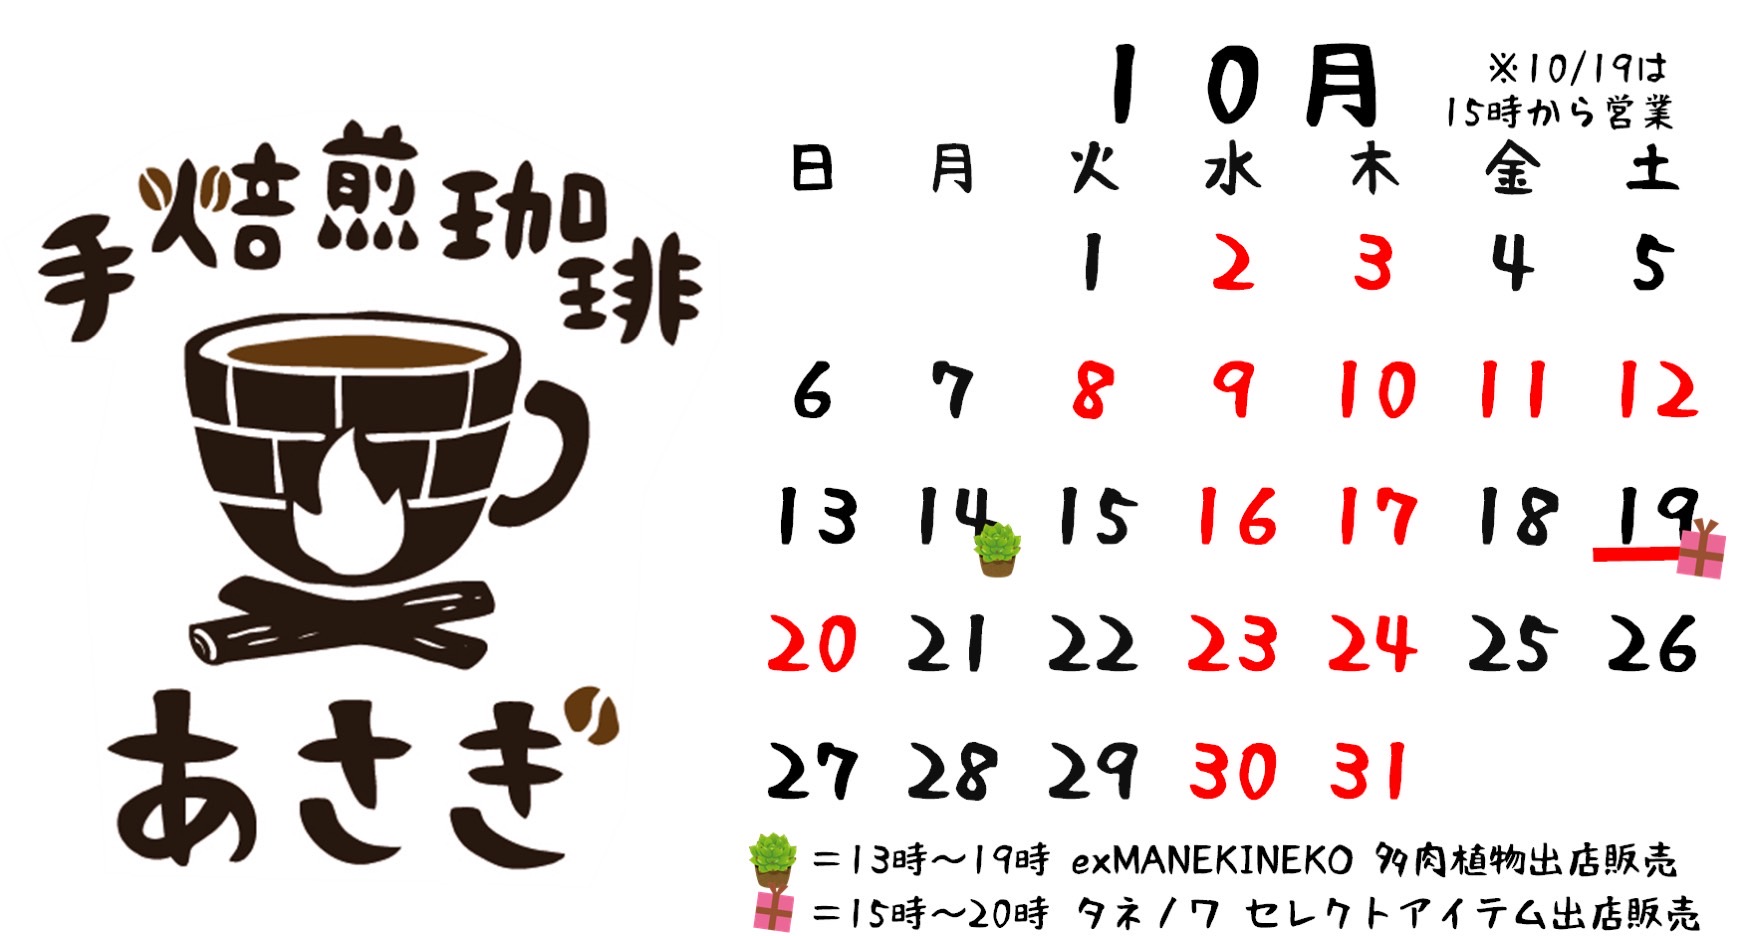 手焙煎珈琲
あさぎ
10月
※10/19は
15時から営業
日 月 火 水 木 金 土
1 2 3 4 5
6 7 8 9 10 11 12
13 14 15 16 17 18 19
20 21 22 23 24 25 26
27 28 29 30 31
=13時～19時 exMANEKINEKO 多肉植物出店販売
=15時～20時 タネノワ セレクトアイテム出店販売